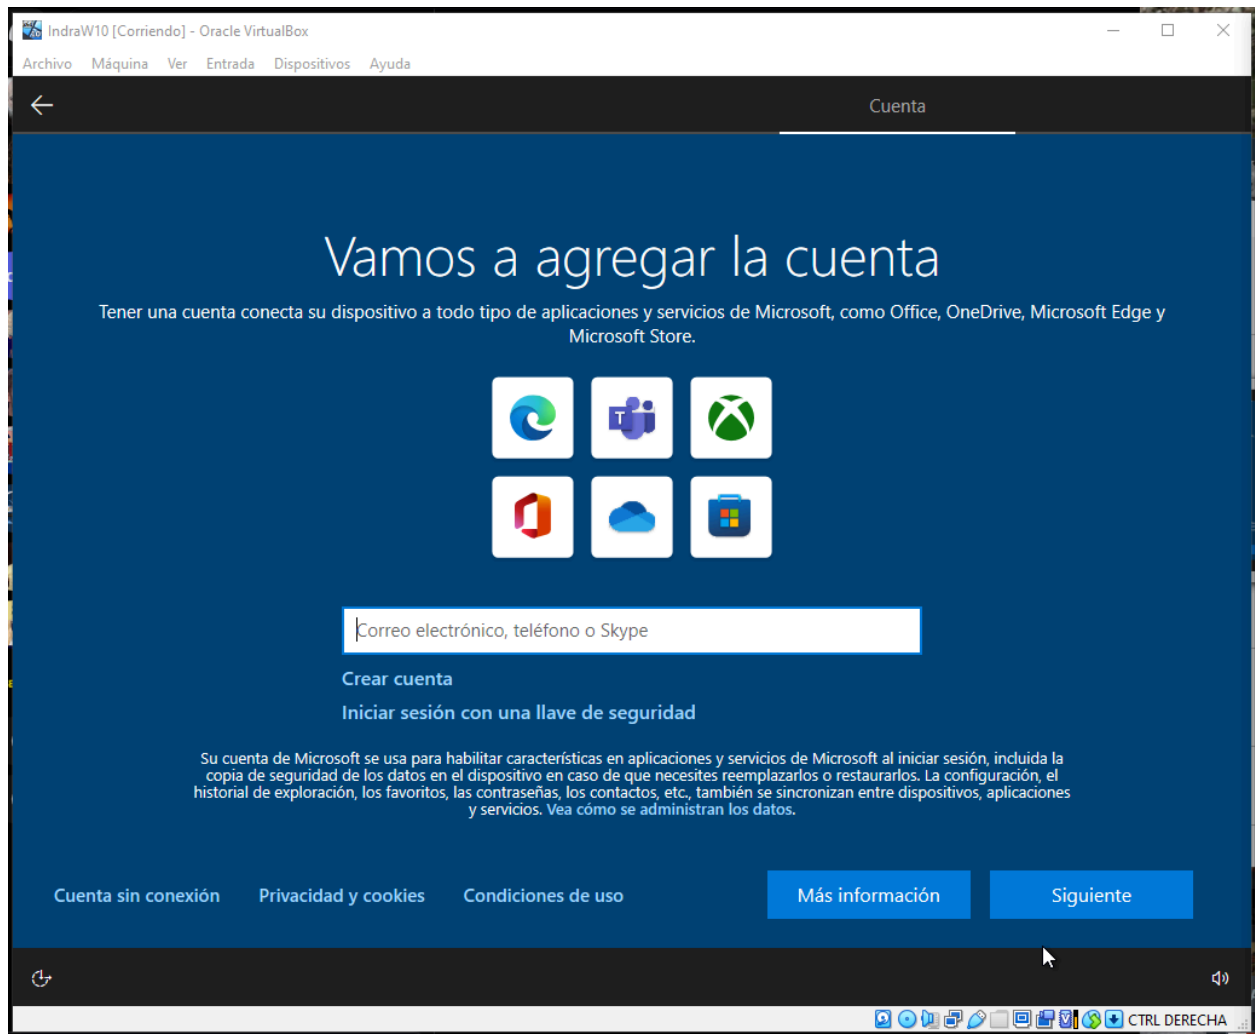 IndraW10 [Corriendo] - Oracle VirtualBox
Archivo Máquina Ver Entrada Dispositivos Ayuda
Cuenta
Vamos a agregar la cuenta
Tener una cuenta conecta su dispositivo a todo tipo de aplicaciones y servicios de Microsoft, como Office, OneDrive, Microsoft Edge y
Microsoft Store.
Correo electrónico, teléfono o Skype
Crear cuenta
Iniciar sesión con una llave de seguridad
Su cuenta de Microsoft se usa para habilitar características en aplicaciones y servicios de Microsoft al iniciar sesión, incluida la
copia de seguridad de los datos en el dispositivo en caso de que necesites reemplazarlos o restaurarlos. La configuración, el
historial de exploración, los favoritos, las contraseñas, los contactos, etc., también se sincronizan entre dispositivos, aplicaciones
y servicios. Vea cómo se administran los datos.
Cuenta sin conexión Privacidad y cookies Condiciones de uso Más información Siguiente
CTRL DERECHA